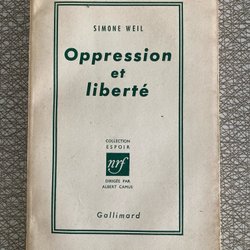 SIMONE WEIL
Oppression
et
liberté
COLLECTION
ESPOIR
nrf
DIRIGÉE PAR
ALBERT CAMUS
Gallimard